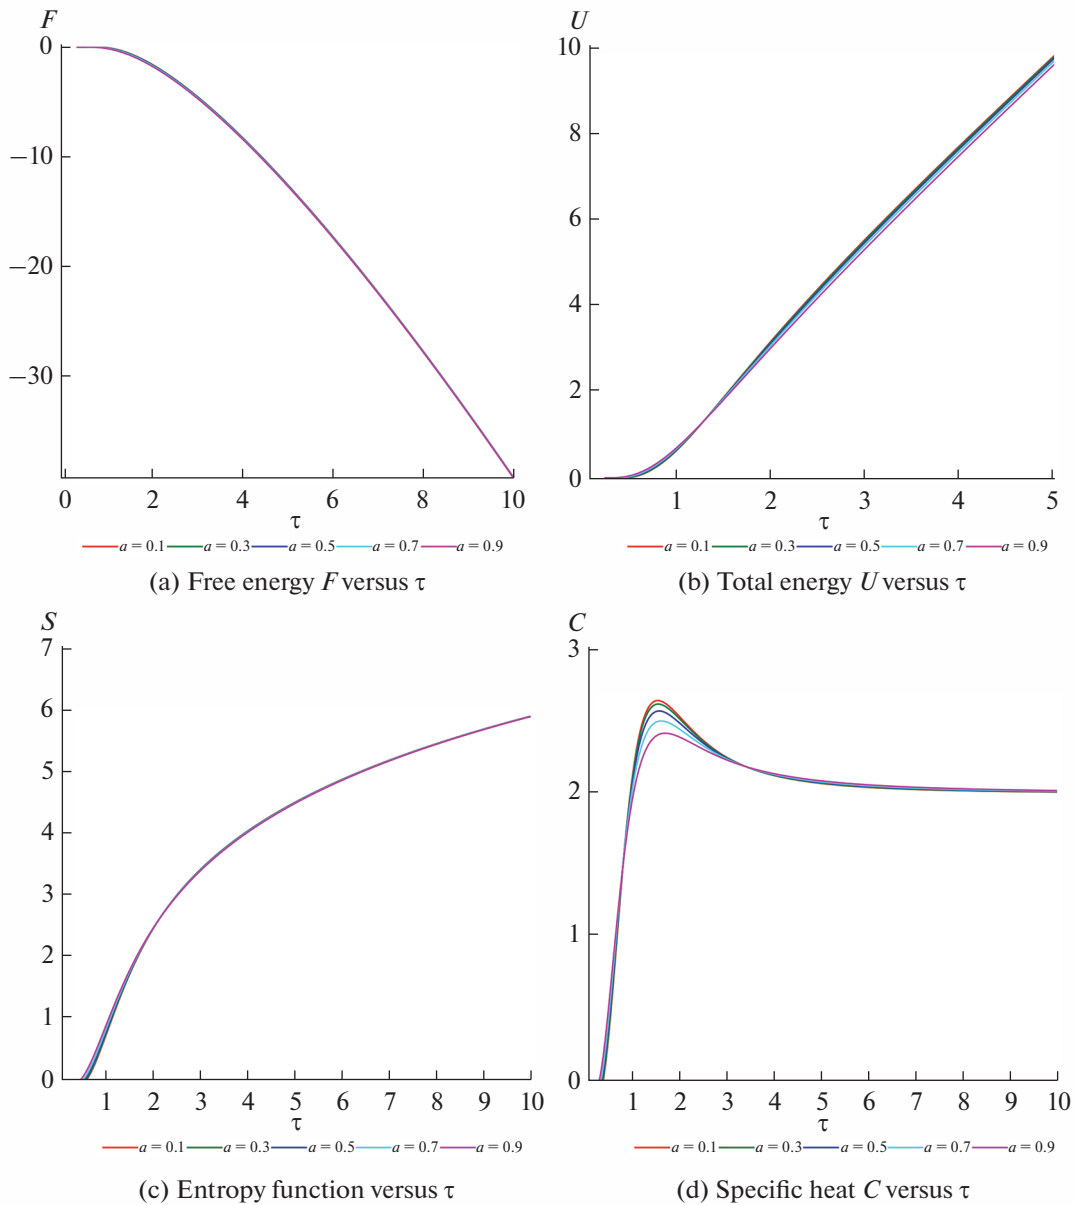 F
0
−10
−20
−30
0 2 4 6 8 10
τ
a = 0.1 a = 0.3 a = 0.5 a = 0.7 a = 0.9
(a) Free energy F versus τ
U
10
8
6
4
2
0
1 2 3 4 5
τ
a = 0.1 a = 0.3 a = 0.5 a = 0.7 a = 0.9
(b) Total energy U versus τ
S
7
6
5
4
3
2
1
0
1 2 3 4 5 6 7 8 9 10
τ
a = 0.1 a = 0.3 a = 0.5 a = 0.7 a = 0.9
(c) Entropy function versus τ
C
3
2
1
0
1 2 3 4 5 6 7 8 9 10
τ
a = 0.1 a = 0.3 a = 0.5 a = 0.7 a = 0.9
(d) Specific heat C versus τ